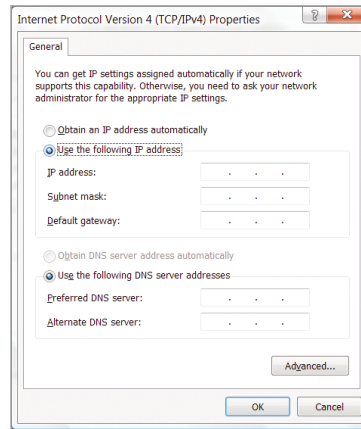 Internet Protocol Version 4 (TCP/IPv4) Properties
General
You can get IP settings assigned automatically if your network
supports this capability. Otherwise, you need to ask your network
administrator for the appropriate IP settings.
Obtain an IP address automatically
Use the following IP address:
IP address:
. . .
Subnet mask:
. . .
Default gateway:
. . .
Obtain DNS server address automatically
Use the following DNS server addresses
Preferred DNS server:
. . .
Alternate DNS server:
. . .
Advanced...
OK
Cancel